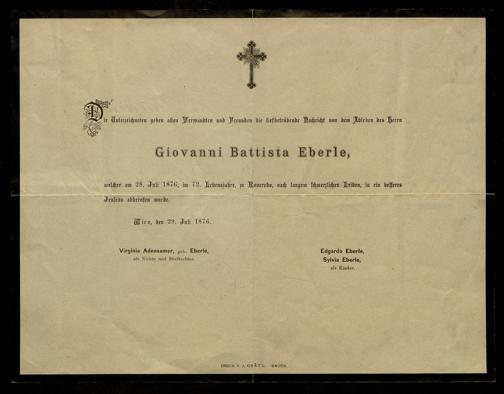 Die Unterzeichneten geben allen Verwandten und Freunden die tiefbetrübende Nachricht von dem Ableben des Herrn
Giovanni Battista Eberle,
welcher am 28. Juli 1876, im 72. Lebensjahre, zu Roveredo, nach langem schmerzlichen Leiden, in ein besseres
Jenseits abberufen wurde.
Wien, den 29. Juli 1876.
Virginia Adensamer, geb. Eberle,
als Nichte und Stieftochter.
Edgardo Eberle,
Sylvia Eberle,
als Kinder.
DRUCK V. J.